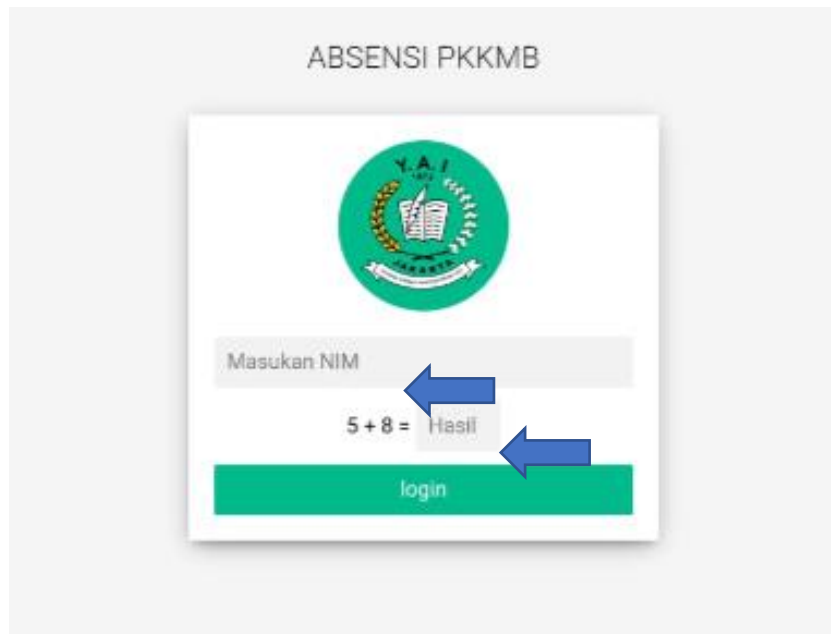 ABSENSI PKKMB
Y. A. I
JAKARTA
Masukan NIM
5 + 8 = Hasil
login